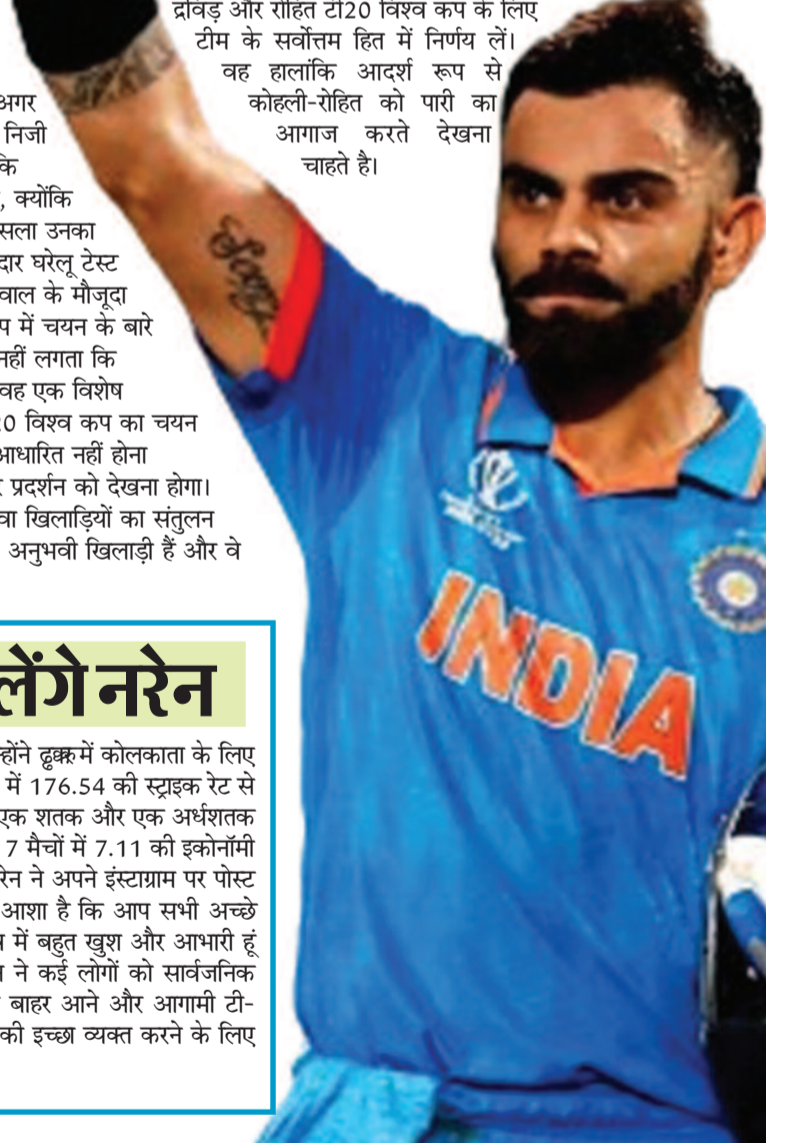 द्रविड़ और रोहित टी20 विश्व कप के लिए
टीम के सर्वोत्तम हित में निर्णय लें।
वह हालांकि आदर्श रूप से
कोहली-रोहित को पारी का
आगाज करते देखना
चाहते है।
अगर
निजी
कि
, क्योंकि
सला उनका
दार घरेलू टेस्ट
वाल के मौजूदा
प में चयन के बारे
नहीं लगता कि
वह एक विशेष
20 विश्व कप का चयन
आधारित नहीं होना
प्रदर्शन को देखना होगा।
वा खिलाड़ियों का संतुलन
अनुभवी खिलाड़ी हैं और वे
लेंगे नरेन
न्होंने में कोलकाता के लिए
में 176.54 की स्ट्राइक रेट से
एक शतक और एक अर्धशतक
7 मैचों में 7.11 की इकोनॉमी
रेन ने अपने इंस्टाग्राम पर पोस्ट
आशा है कि आप सभी अच्छे
में बहुत खुश और आभारी हूं
ने कई लोगों को सार्वजनिक
बाहर आने और आगामी टी-
की इच्छा व्यक्त करने के लिए
INDIA